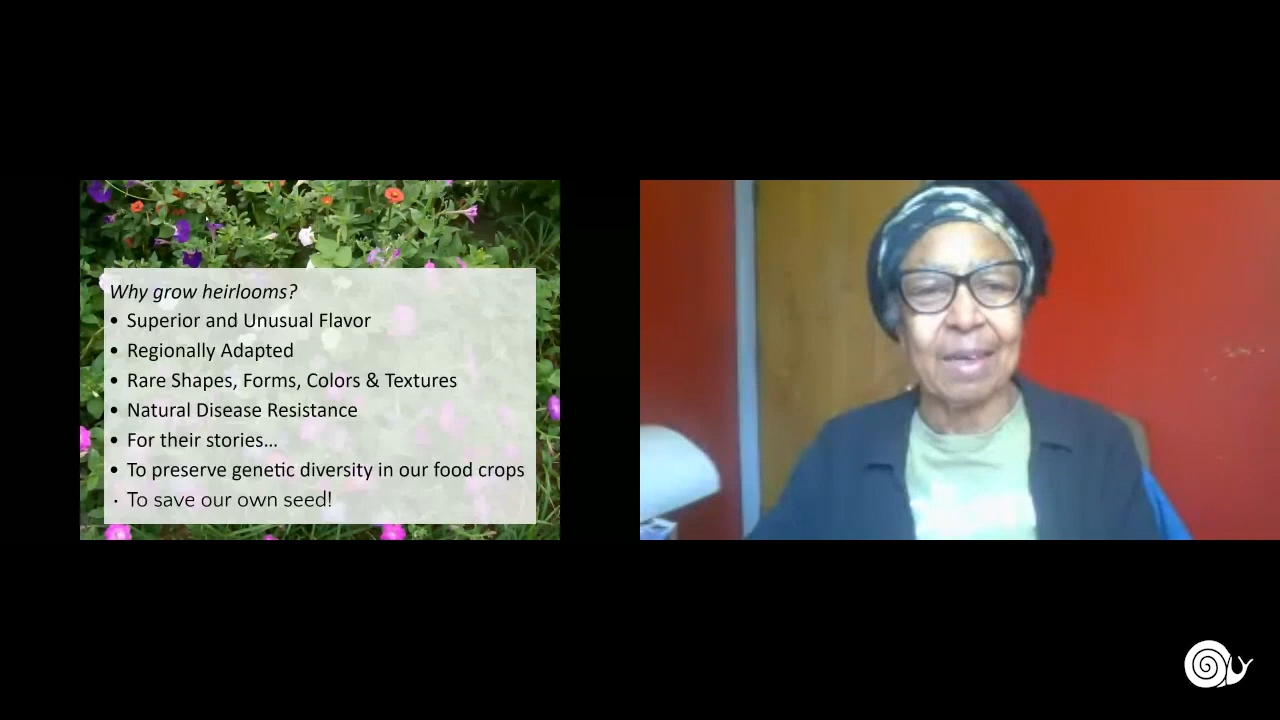 Why grow heirlooms?
• Superior and Unusual Flavor
• Regionally Adapted
• Rare Shapes, Forms, Colors & Textures
• Natural Disease Resistance
• For their stories...
• To preserve genetic diversity in our food crops
· To save our own seed!